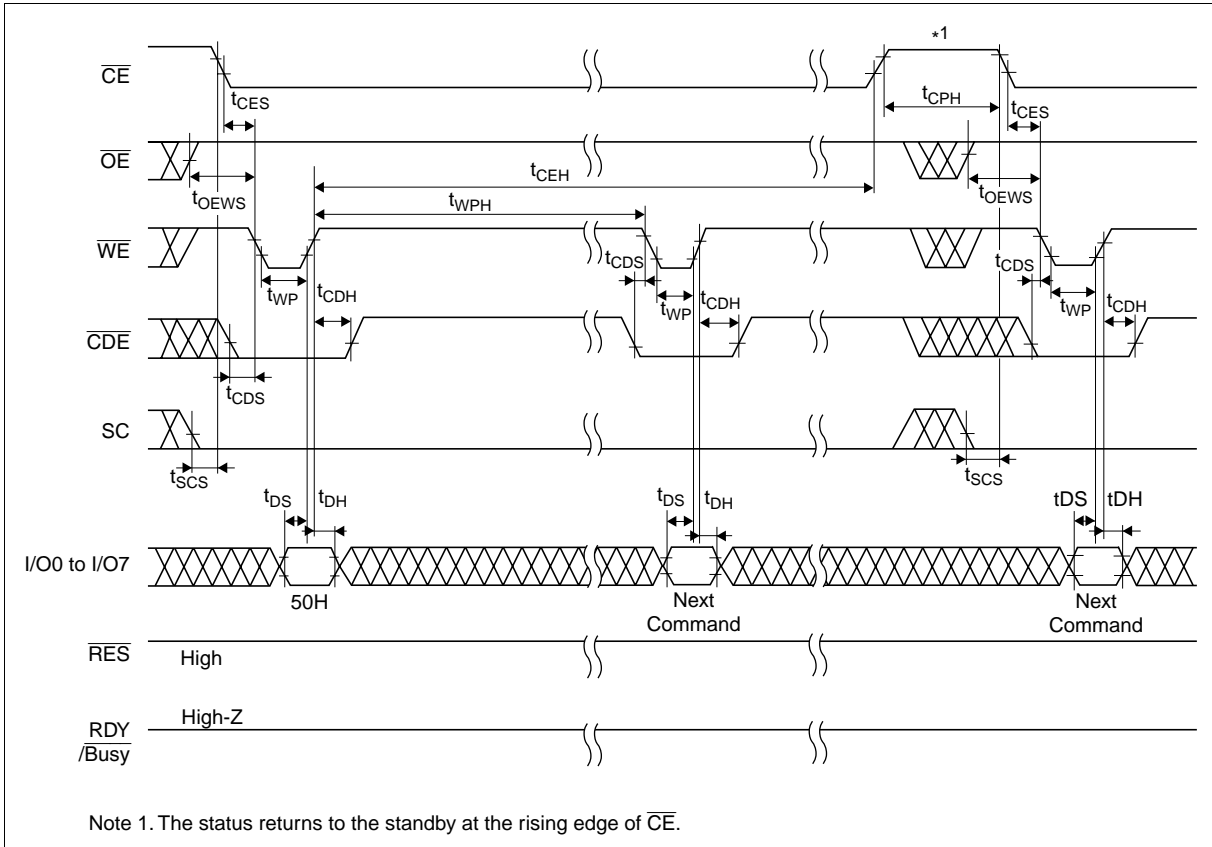 *1
CE
tCES
tCPH
tCES
OE
tOEWS
tCEH
tOEWS
tWPH
WE
tCDS
tCDS
tWP
tCDH
tWP
tCDH
tWP
tCDH
CDE
tCDS
SC
tSCS
tSCS
tDS
tDH
tDS
tDH
tDS
tDH
I/O0 to I/O7
50H
Next
Command
Next
Command
RES
High
High-Z
RDY
/Busy
Note 1. The status returns to the standby at the rising edge of CE.